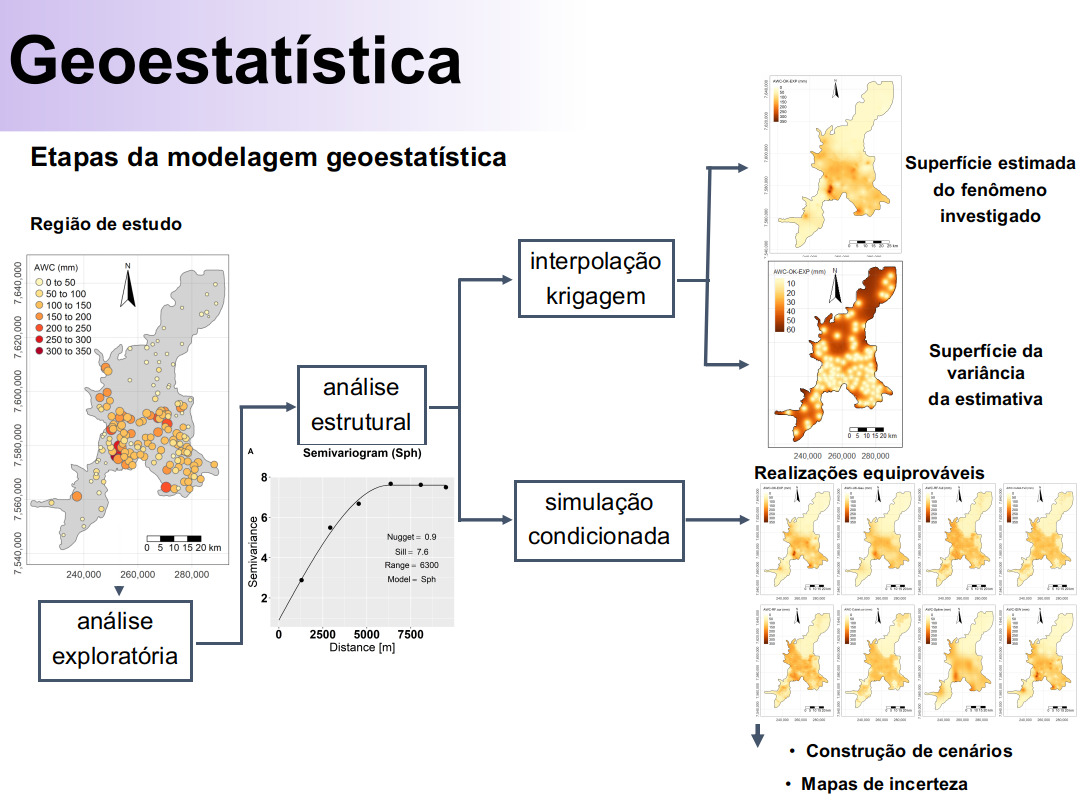 Geoestatística
Etapas da modelagem geoestatística
Região de estudo
AWC (mm)
0 to 50
50 to 100
100 to 150
150 to 200
200 to 250
250 to 300
300 to 350
N
7,640,000
7,620,000
7,600,000
7,580,000
7,560,000
7,540,000
0 5 10 15 20 km
240,000 260,000 280,000
análise
exploratória
análise
estrutural
A
Semivariogram (Sph)
Semivariance
8
6
4
2
Nugget = 0.9
Sill = 7.6
Range = 6300
Model = Sph
0 2500 5000 7500
Distance [m]
interpolação
krigagem
simulação
condicionada
AWC-OK-EXP (mm)
N
Superfície estimada
do fenômeno
investigado
AWC-OK-EXP (mm)
10
20
30
40
50
60
N
0 5 10 15 20 km
240,000 260,000 280,000
Superfície da
variância
da estimativa
Realizações equiprováveis
• Construção de cenários
• Mapas de incerteza